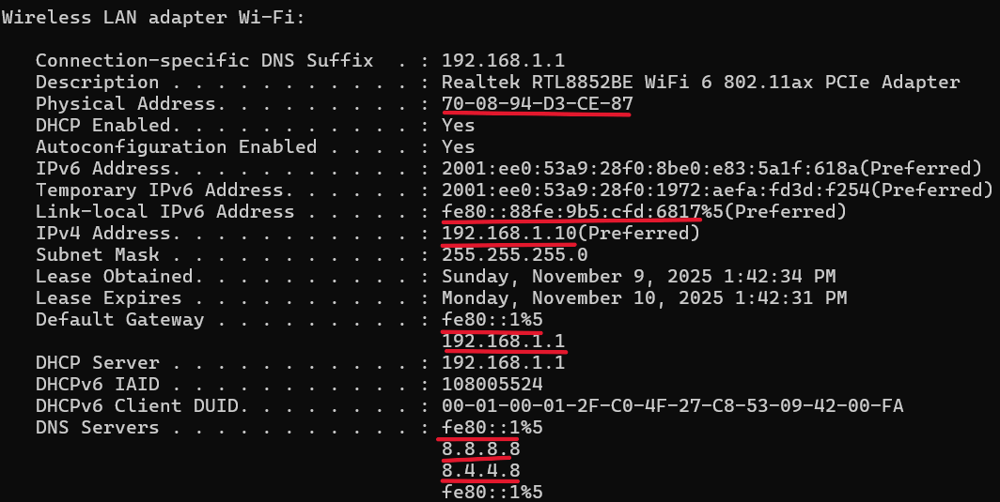 Wireless LAN adapter Wi-Fi:
Connection-specific DNS Suffix  . : 192.168.1.1
Description . . . . . . . . . . . : Realtek RTL8852BE WiFi 6 802.11ax PCIe Adapter
Physical Address. . . . . . . . . : 70-08-94-D3-CE-87
DHCP Enabled. . . . . . . . . . . : Yes
Autoconfiguration Enabled . . . . : Yes
IPv6 Address. . . . . . . . . . . : 2001:ee0:53a9:28f0:8be0:e83:5a1f:618a(Preferred)
Temporary IPv6 Address. . . . . . : 2001:ee0:53a9:28f0:1972:aefa:fd3d:f254(Preferred)
Link-local IPv6 Address . . . . . : fe80::88fe:9b5:cfd:6817%5(Preferred)
IPv4 Address. . . . . . . . . . . : 192.168.1.10(Preferred)
Subnet Mask . . . . . . . . . . . : 255.255.255.0
Lease Obtained. . . . . . . . . . : Sunday, November 9, 2025 1:42:34 PM
Lease Expires . . . . . . . . . . : Monday, November 10, 2025 1:42:31 PM
Default Gateway . . . . . . . . . : fe80::1%5
192.168.1.1
DHCP Server . . . . . . . . . . . : 192.168.1.1
DHCPv6 IAID . . . . . . . . . . . : 108005524
DHCPv6 Client DUID. . . . . . . . : 00-01-00-01-2F-C0-4F-27-C8-53-09-42-00-FA
DNS Servers . . . . . . . . . . . : fe80::1%5
8.8.8.8
8.4.4.8
fe80::1%5